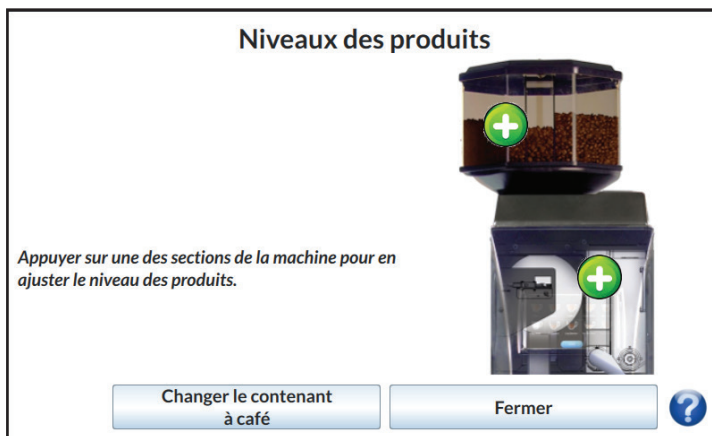 Niveaux des produits
Appuyer sur une des sections de la machine pour en
ajuster le niveau des produits.
Changer le contenant
à café
Fermer
?